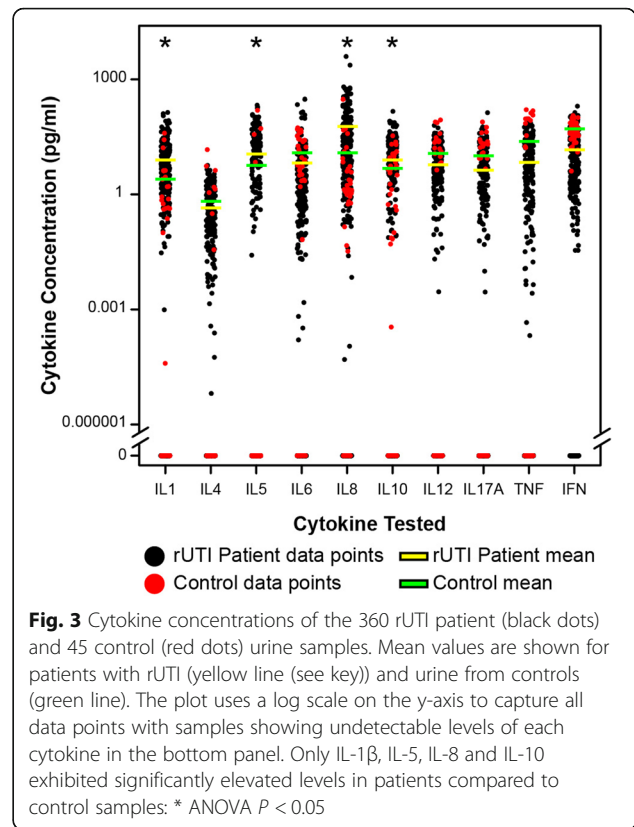 * * * *
1000
1
0.001
0.000001
0
Cytokine Concentration (pg/ml)
IL1 IL4 IL5 IL6 IL8 IL10 IL12 IL17A TNF IFN
Cytokine Tested
rUTI Patient data points rUTI Patient mean
Control data points Control mean
Fig. 3 Cytokine concentrations of the 360 rUTI patient (black dots)
and 45 control (red dots) urine samples. Mean values are shown for
patients with rUTI (yellow line (see key)) and urine from controls
(green line). The plot uses a log scale on the y-axis to capture all
data points with samples showing undetectable levels of each
cytokine in the bottom panel. Only IL-1β, IL-5, IL-8 and IL-10
exhibited significantly elevated levels in patients compared to
control samples: * ANOVA P < 0.05